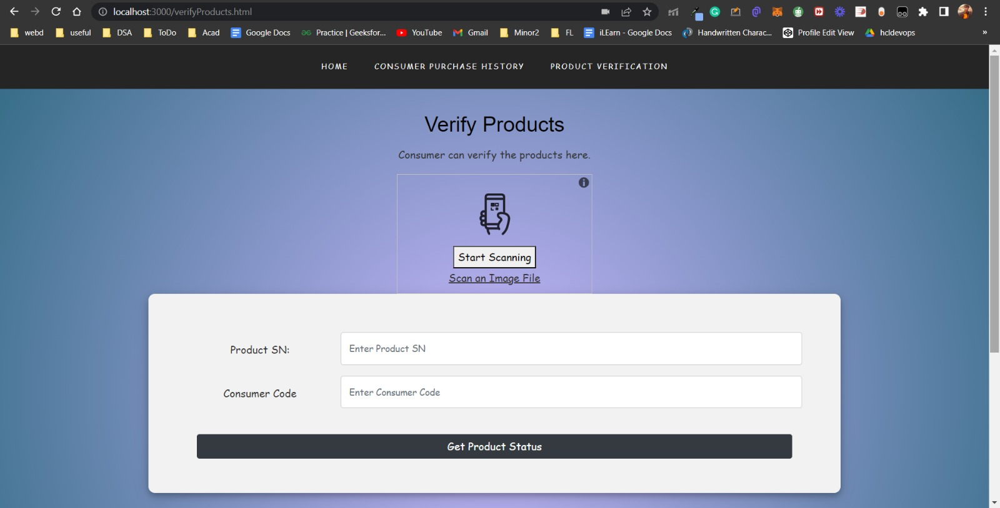 localhost:3000/verifyProducts.html
webd useful DSA ToDo Acad Google Docs Practice | Geeksfor... YouTube Gmail Minor2 FL iLearn - Google Docs Handwritten Charac... Profile Edit View hcldevops »
HOME CONSUMER PURCHASE HISTORY PRODUCT VERIFICATION
Verify Products
Consumer can verify the products here.
Start Scanning
Scan an Image File
Product SN: Enter Product SN
Consumer Code Enter Consumer Code
Get Product Status